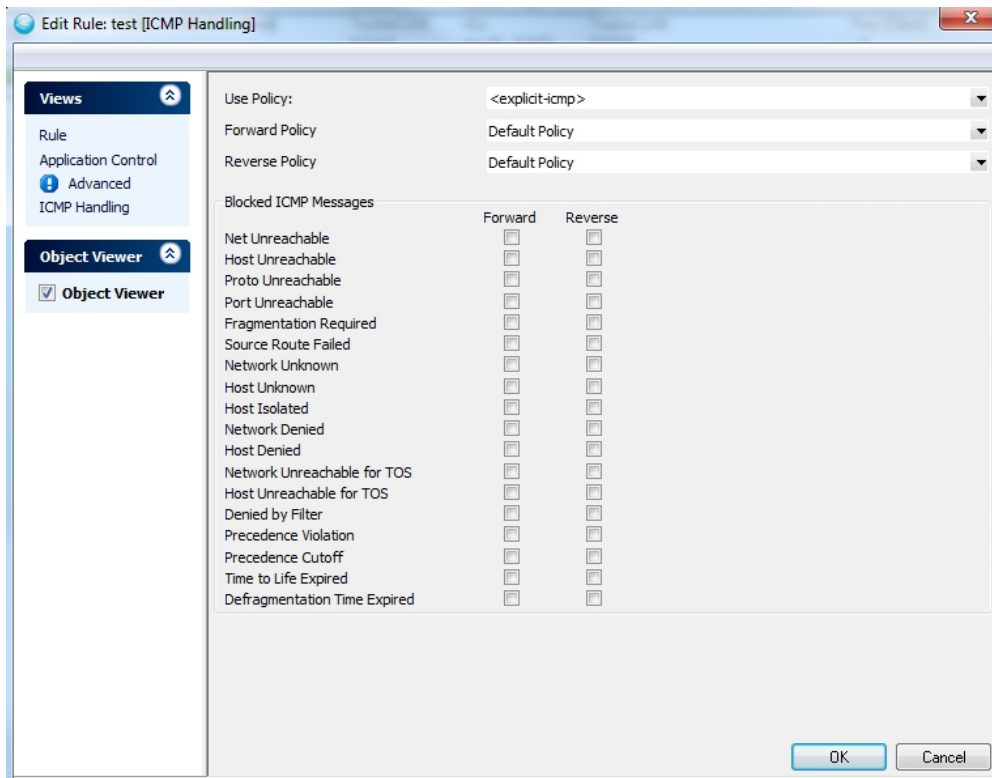 Edit Rule: test [ICMP Handling]
Views
Rule
Application Control
Advanced
ICMP Handling
Object Viewer
Object Viewer
Use Policy: <explicit-icmp>
Forward Policy Default Policy
Reverse Policy Default Policy
Blocked ICMP Messages
Forward Reverse
Net Unreachable
Host Unreachable
Proto Unreachable
Port Unreachable
Fragmentation Required
Source Route Failed
Network Unknown
Host Unknown
Host Isolated
Network Denied
Host Denied
Network Unreachable for TOS
Host Unreachable for TOS
Denied by Filter
Precedence Violation
Precedence Cutoff
Time to Life Expired
Defragmentation Time Expired
OK Cancel